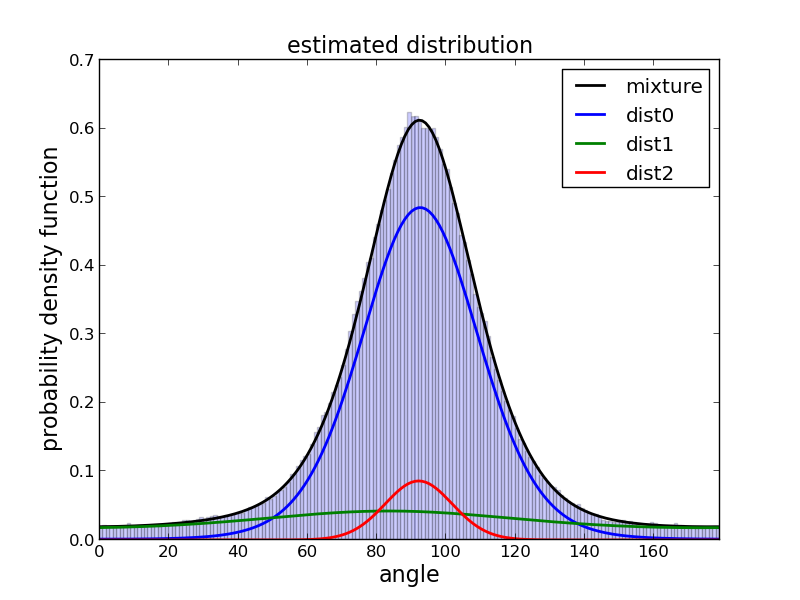 estimated distribution
0.7
0.6
0.5
0.4
0.3
0.2
0.1
0.0
probability density function
mixture
dist0
dist1
dist2
0 20 40 60 80 100 120 140 160
angle